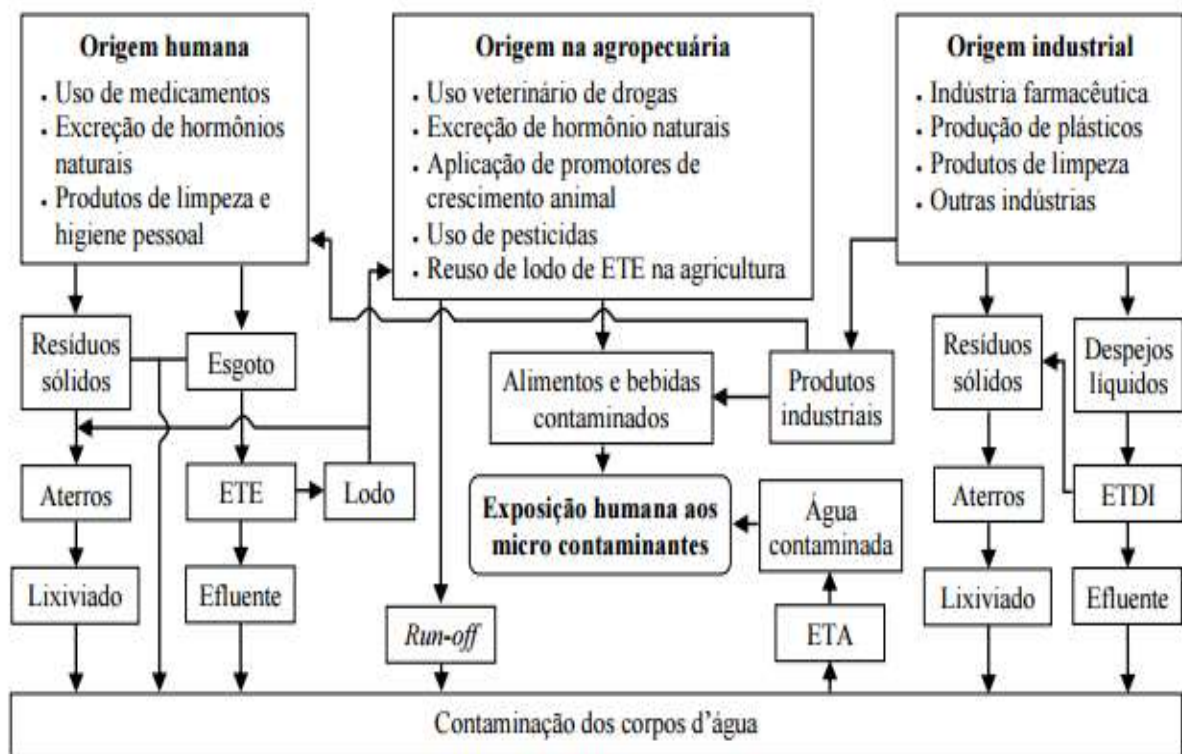 Origem humana
• Uso de medicamentos
• Excreção de hormônios
naturais
• Produtos de limpeza e
higiene pessoal
Origem na agropecuária
• Uso veterinário de drogas
• Excreção de hormônio naturais
• Aplicação de promotores de
crescimento animal
• Uso de pesticidas
• Reuso de lodo de ETE na agricultura
Origem industrial
• Indústria farmacêutica
• Produção de plásticos
• Produtos de limpeza
• Outras indústrias
Resíduos
sólidos
Esgoto
Alimentos e bebidas
contaminados
Produtos
industriais
Resíduos
sólidos
Despejos
líquidos
Aterros
ETE
Lodo
Exposição humana aos
micro contaminantes
Água
contaminada
Aterros
ETDI
Lixiviado
Efluente
Run-off
ETA
Lixiviado
Efluente
Contaminação dos corpos d'água